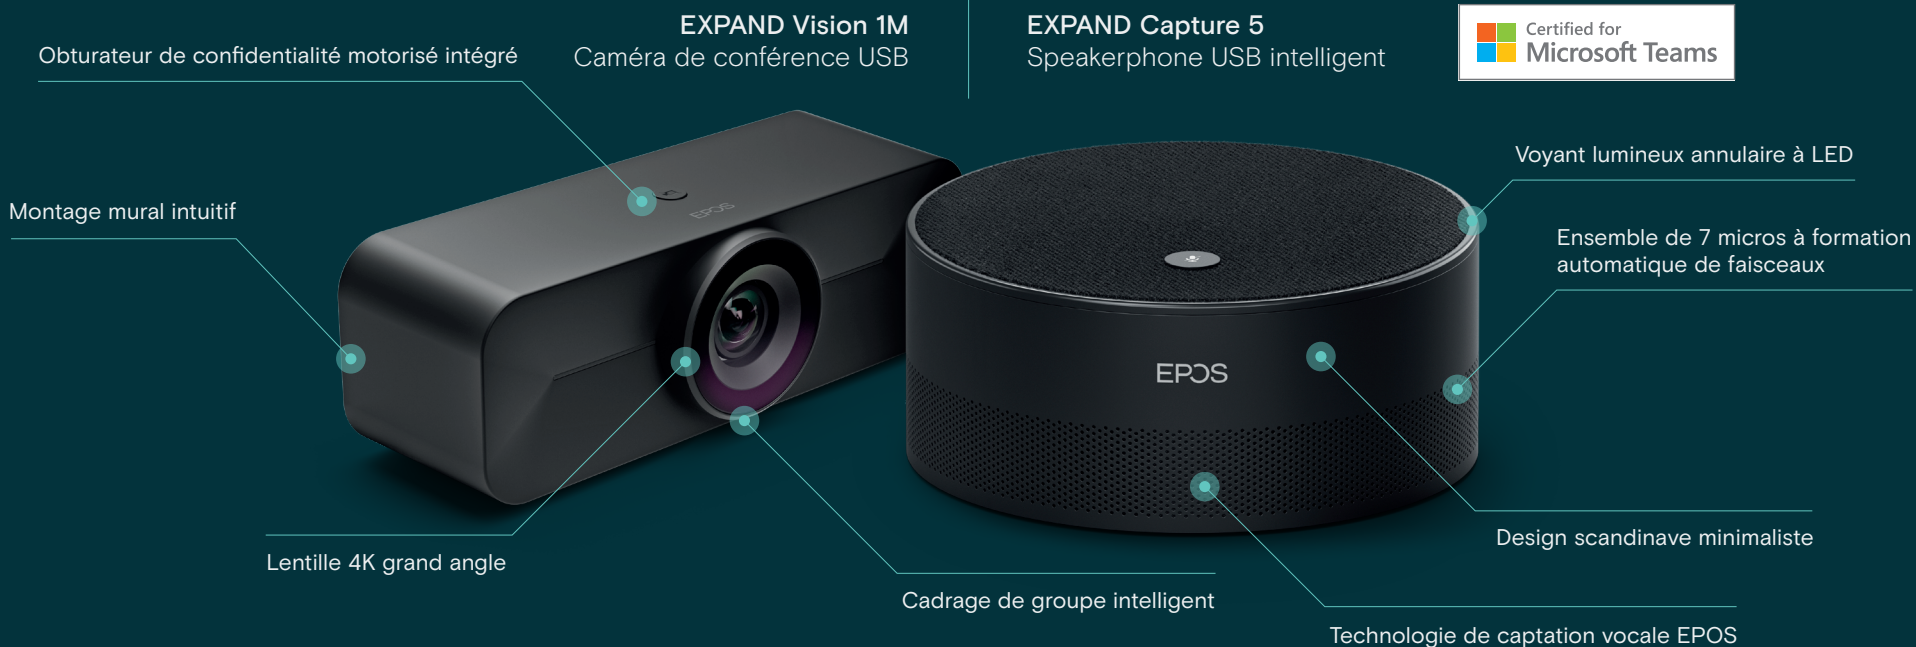 EXPAND Vision 1M
Caméra de conférence USB
EXPAND Capture 5
Speakerphone USB intelligent
Certified for
Microsoft Teams
Obturateur de confidentialité motorisé intégré
Montage mural intuitif
Lentille 4K grand angle
Cadrage de groupe intelligent
Voyant lumineux annulaire à LED
Ensemble de 7 micros à formation
automatique de faisceaux
Design scandinave minimaliste
Technologie de captation vocale EPOS
EPOS
EPOS